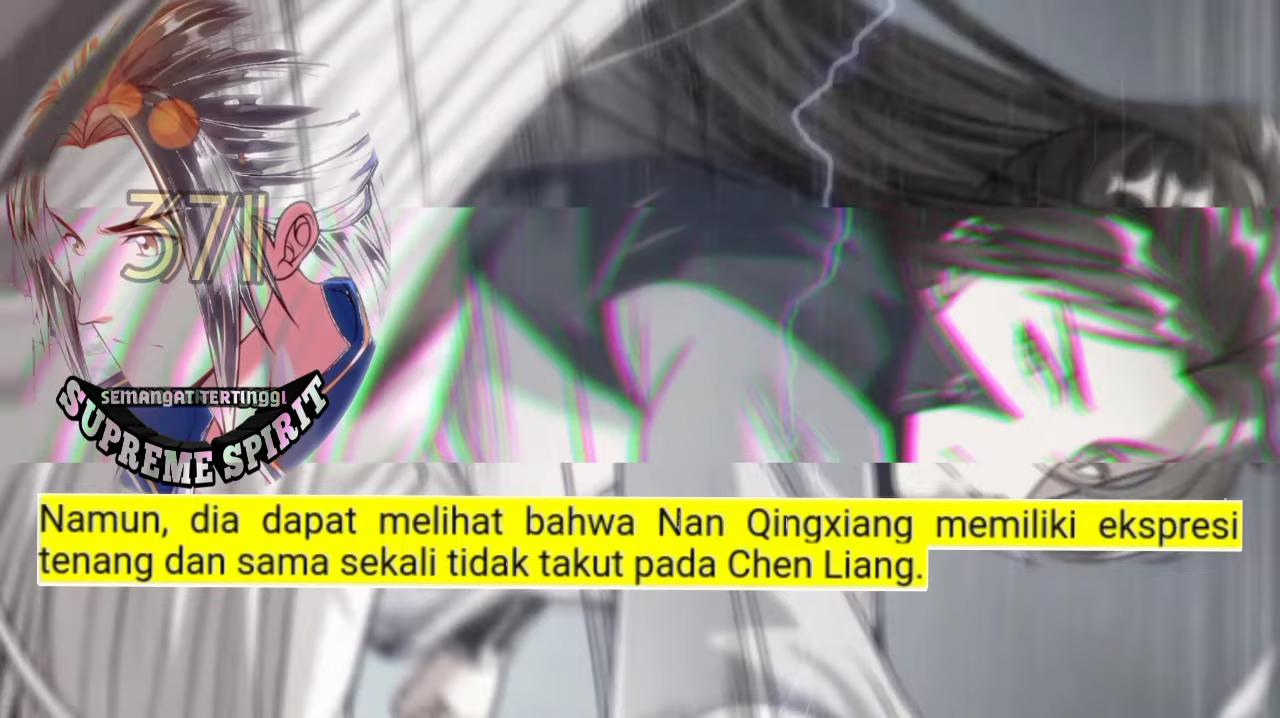 371
SEMANGAT TERTINGGI
SUPREME SPIRIT
Namun, dia dapat melihat bahwa Nan Qingxiang memiliki ekspresi
tenang dan sama sekali tidak takut pada Chen Liang.